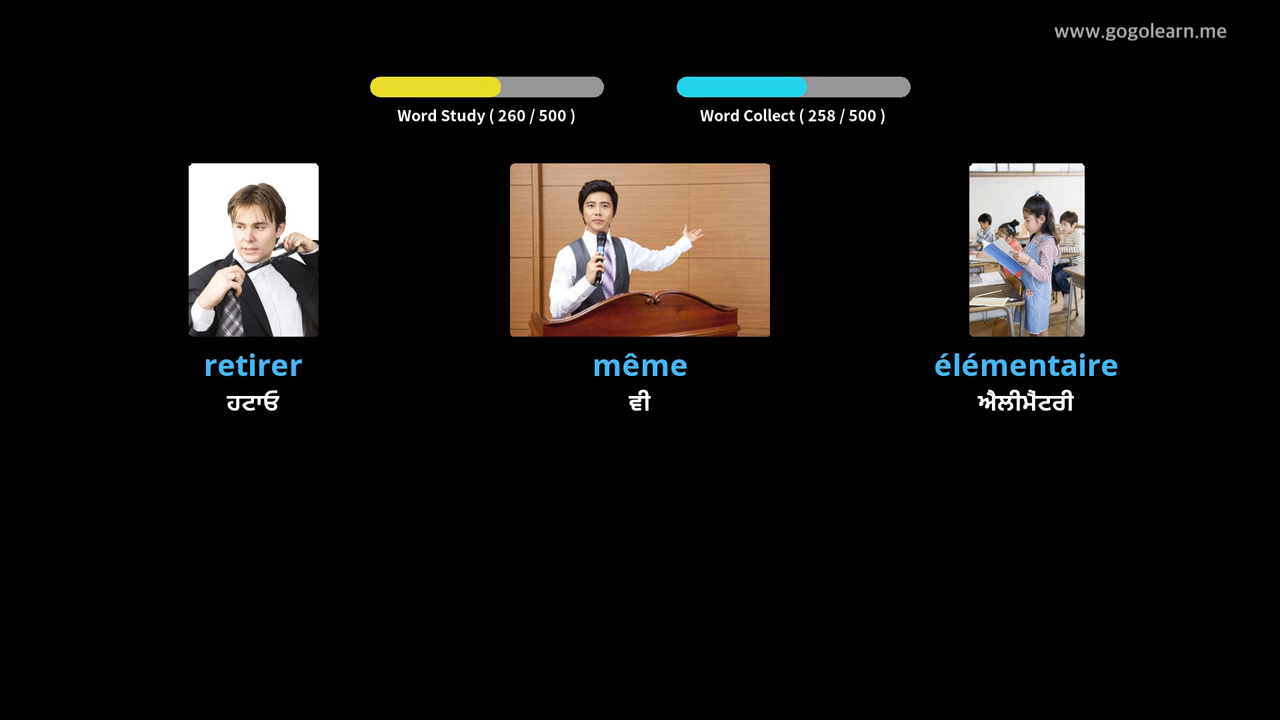 www.gogolearn.me
Word Study ( 260 / 500 )
Word Collect ( 258 / 500 )
retirer
même
élémentaire
ਹਟਾਓ
ਵੀ
ਐਲੀਮੈਂਟਰੀ